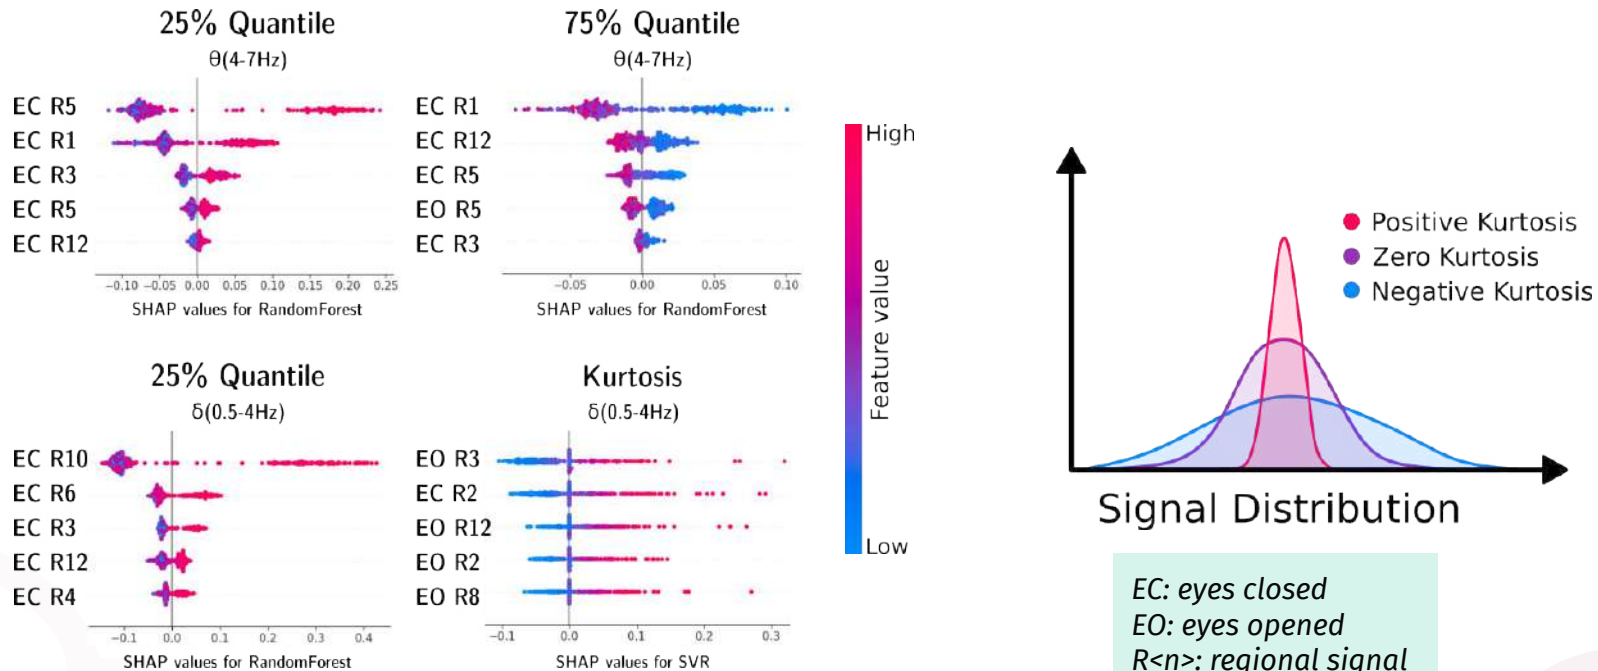 25% Quantile
θ(4-7Hz)
EC R5
EC R1
EC R3
EC R5
EC R12
−0.10 −0.05 0.00 0.05 0.10 0.15 0.20 0.25
SHAP values for RandomForest
75% Quantile
θ(4-7Hz)
EC R1
EC R12
EC R5
EO R5
EC R3
−0.05 0.00 0.05 0.10
SHAP values for RandomForest
25% Quantile
δ(0.5-4Hz)
EC R10
EC R6
EC R3
EC R12
EC R4
−0.1 0.0 0.1 0.2 0.3 0.4
SHAP values for RandomForest
Kurtosis
δ(0.5-4Hz)
EO R3
EC R2
EO R12
EO R2
EO R8
−0.1 0.0 0.1 0.2 0.3
SHAP values for SVR
High
Feature value
Low
Positive Kurtosis
Zero Kurtosis
Negative Kurtosis
Signal Distribution
EC: eyes closed
EO: eyes opened
R<n>: regional signal